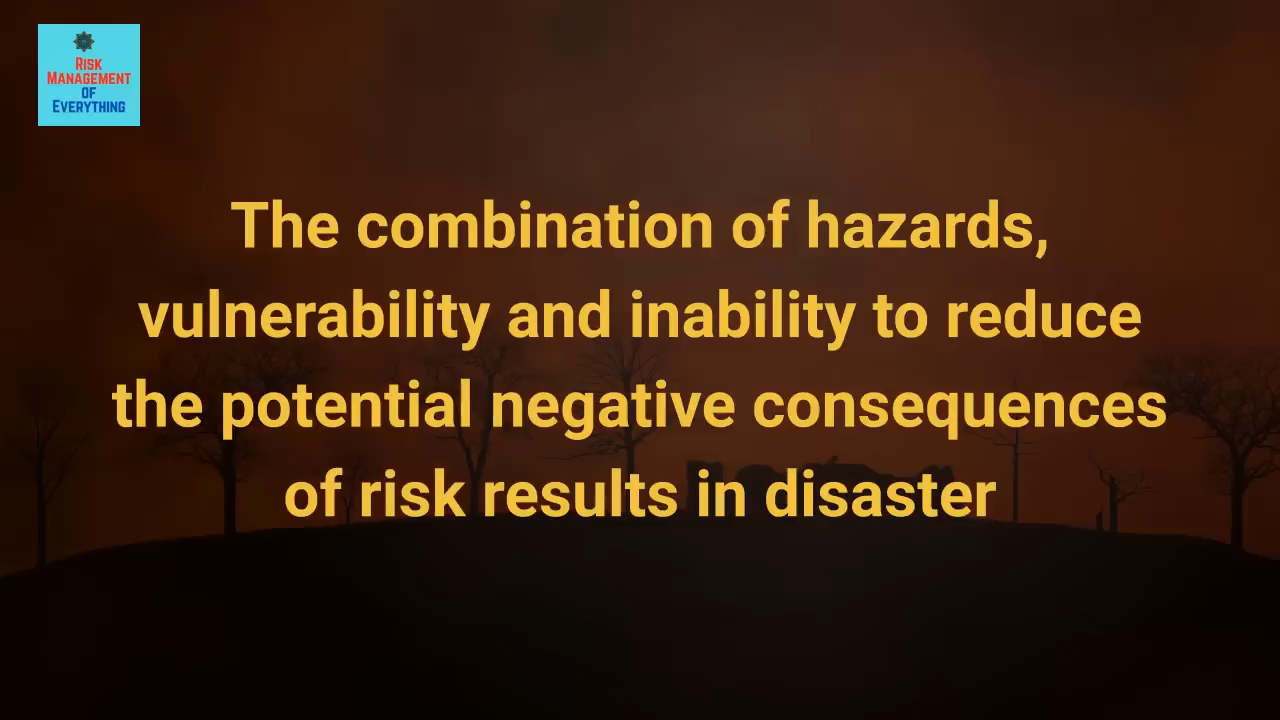 Risk
Management
of
Everything
The combination of hazards,
vulnerability and inability to reduce
the potential negative consequences
of risk results in disaster